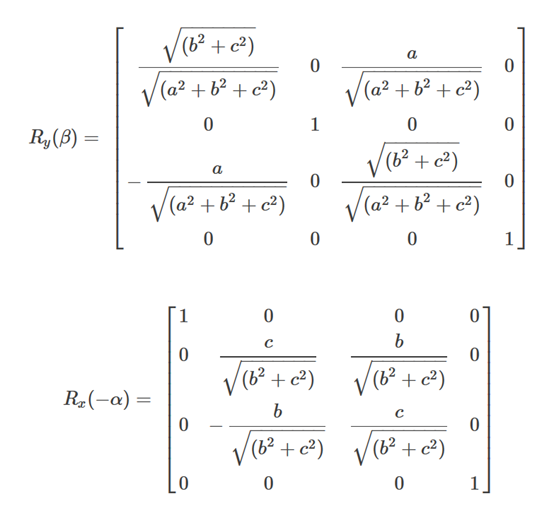 R_y(β) = [ √(b² + c²) / √(a² + b² + c²)  0  a / √(a² + b² + c²)  0
0  1  0  0
− a / √(a² + b² + c²)  0  √(b² + c²) / √(a² + b² + c²)  0
0  0  0  1 ]
R_x(−α) = [ 1  0  0  0
0  c / √(b² + c²)  b / √(b² + c²)  0
0  − b / √(b² + c²)  c / √(b² + c²)  0
0  0  0  1 ]